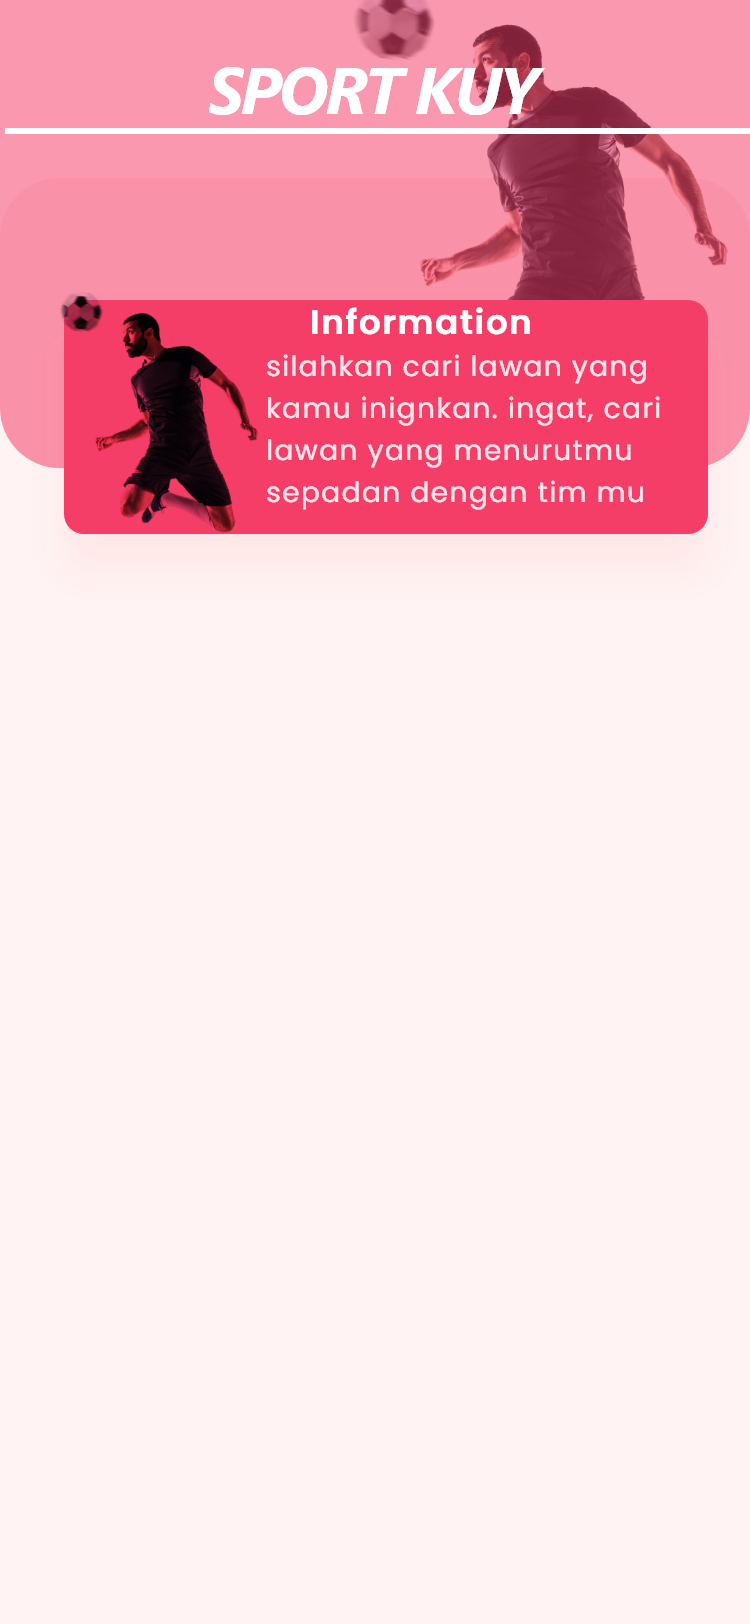 SPORT KUY
Information
silahkan cari lawan yang
kamu inignkan. ingat, cari
lawan yang menurutmu
sepadan dengan tim mu